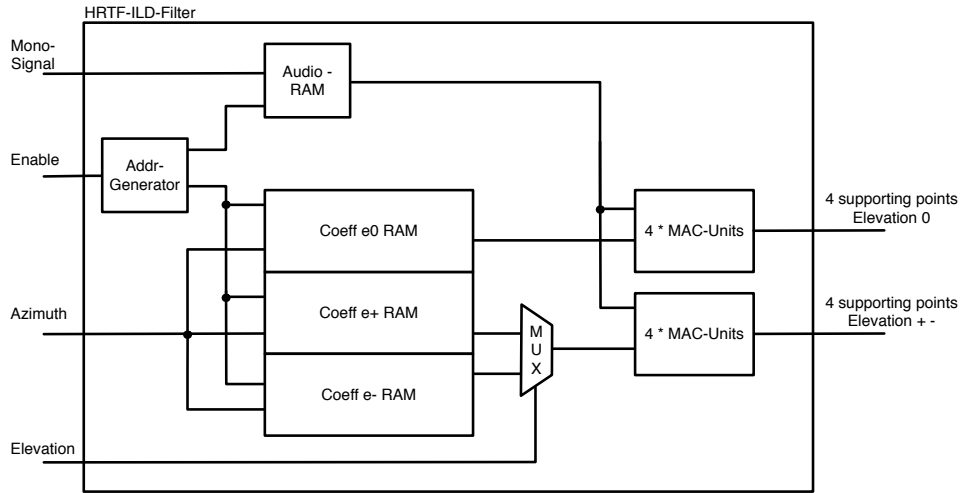 HRTF-ILD-Filter
Mono-
Signal
Audio -
RAM
Enable
Addr-
Generator
4 supporting points
Elevation 0
Coeff e0 RAM
4 * MAC-Units
Azimuth
Coeff e+ RAM
M
U
X
4 * MAC-Units
4 supporting points
Elevation + -
Coeff e- RAM
Elevation